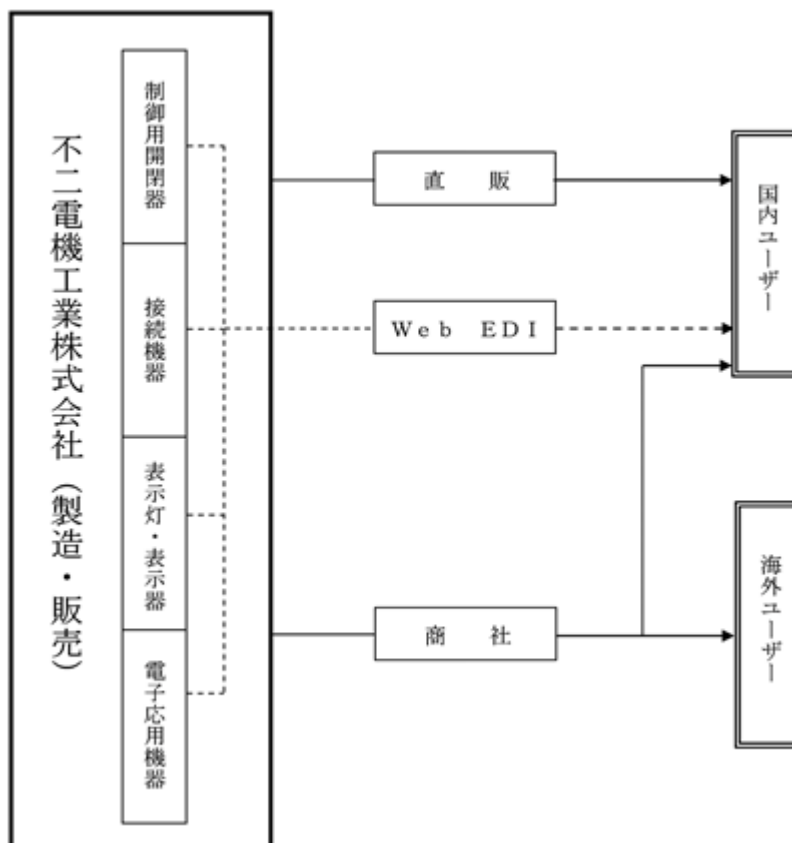 不二電機工業株式会社（製造・販売）
制御用開閉器
接続機器
表示灯・表示器
電子応用機器
直　販
Ｗｅｂ　ＥＤＩ
商　社
国内ユーザー
海外ユーザー